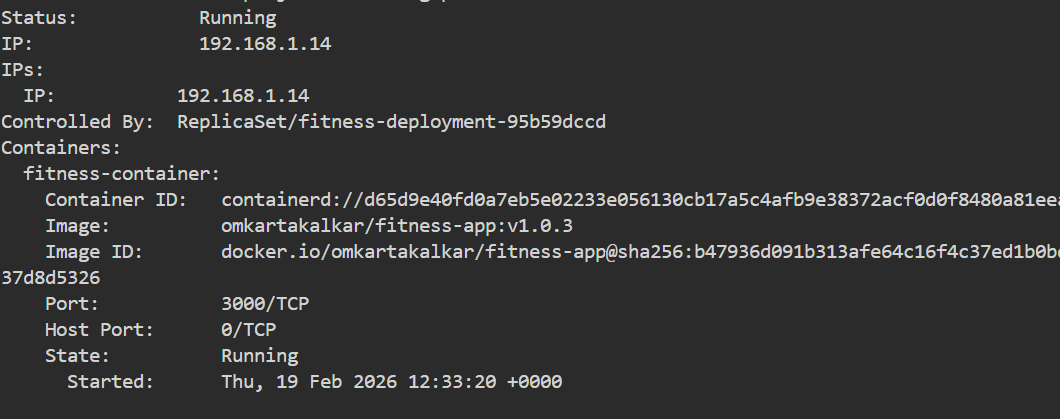 Status: Running
IP: 192.168.1.14
IPs:
IP: 192.168.1.14
Controlled By: ReplicaSet/fitness-deployment-95b59dccd
Containers:
fitness-container:
Container ID: containerd://d65d9e40fd0a7eb5e02233e056130cb17a5c4afb9e38372acf0d0f8480a81eea
Image: omkartakalkar/fitness-app:v1.0.3
Image ID: docker.io/omkartakalkar/fitness-app@sha256:b47936d091b313afe64c16f4c37ed1b0b
37d8d5326
Port: 3000/TCP
Host Port: 0/TCP
State: Running
Started: Thu, 19 Feb 2026 12:33:20 +0000